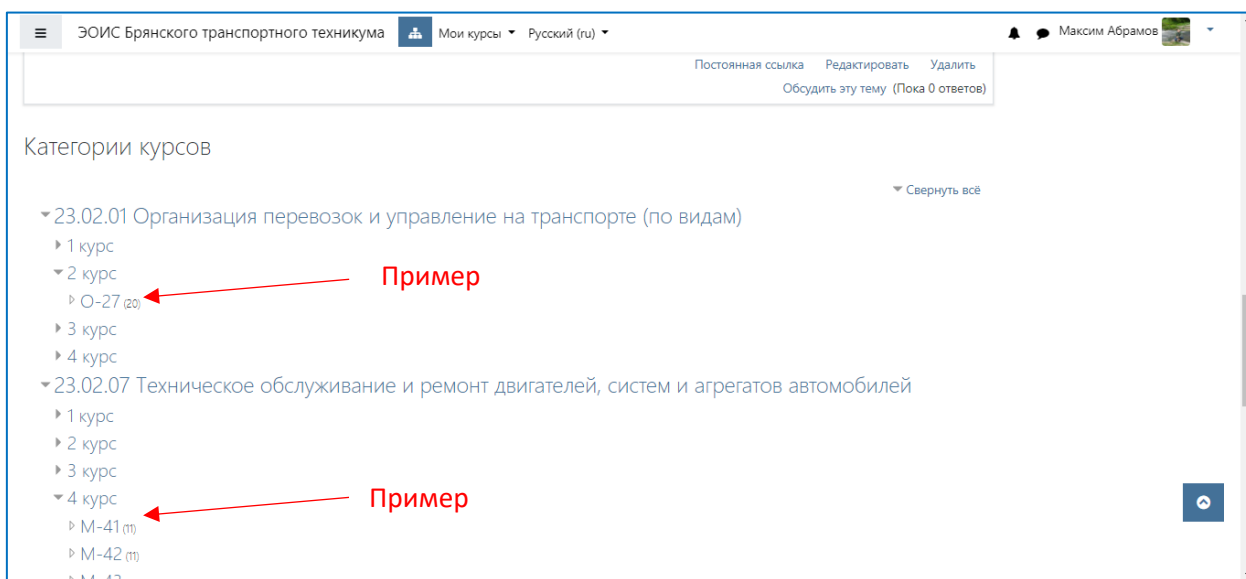 ЭОИС Брянского транспортного техникума Мои курсы Русский (ru) Максим Абрамов
Постоянная ссылка Редактировать Удалить
Обсудить эту тему (Пока 0 ответов)
Категории курсов
Свернуть всё
23.02.01 Организация перевозок и управление на транспорте (по видам)
1 курс
2 курс
Пример
О-27 (20)
3 курс
4 курс
23.02.07 Техническое обслуживание и ремонт двигателей, систем и агрегатов автомобилей
1 курс
2 курс
3 курс
4 курс
Пример
М-41 (11)
М-42 (11)